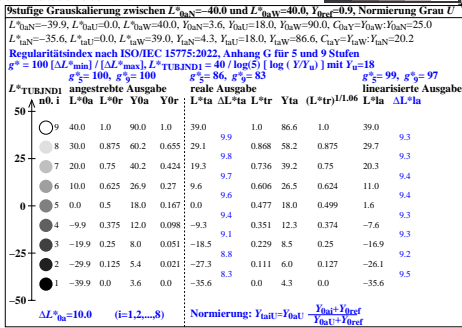 9stufige Grauskalierung zwischen L*0aN=−40.0 und L*0aW=40.0, Y0ref=0.9, Normierung Grau U
L*0aN=−39.9, L*0aU=0.0, L*0aW=40.0, Y0aN=3.6, Y0aU=18.0, Y0aW=90.0, C0aY=Y0aW:Y0aN=25.0
L*taN=−35.6, L*taU=0.0, L*taW=39.0, YtaN=4.3, YtaU=18.0, YtaW=86.6, CtaY=YtaW:YtaN=20.2
Regularitätsindex nach ISO/IEC 15775:2022, Anhang G für 5 und 9 Stufen
g* = 100 [ΔL*min] / [ΔL*max], L*TUBJND1 = 40 / log(5) [ log ( Y/Yu) ] mit Yu=18
g*5= 100, g*9= 100 g*5= 86, g*9= 83 g*5= 99, g*9= 97
L*TUBJND1 angestrebte Ausgabe reale Ausgabe linearisierte Ausgabe
n0. i L*0a L*0r Y0a Y0r L*ta ΔL*ta L*tr Yta (L*tr)1/1.06 L*la ΔL*la
50
9 40.0 1.0 90.0 1.0 39.0 1.0 86.6 1.0 39.0
9.9 9.3
8 30.0 0.875 60.2 0.655 29.1 0.868 58.2 0.875 29.7
9.8 9.3
25
7 20.0 0.75 40.2 0.424 19.3 0.736 39.2 0.75 20.3
9.7 9.3
6 10.0 0.625 26.9 0.27 9.6 0.606 26.5 0.624 11.0
9.6 9.3
0
5 0.0 0.5 18.0 0.167 0.0 0.477 18.0 0.499 1.6
9.4 9.3
4 −9.9 0.375 12.0 0.098 −9.3 0.351 12.3 0.374 −7.6
9.1 9.3
−25
3 −19.9 0.25 8.0 0.051 −18.5 0.229 8.5 0.25 −16.9
8.8 9.2
2 −29.9 0.125 5.4 0.021 −27.3 0.111 6.0 0.127 −26.1
8.3 9.5
1 −39.9 0.0 3.6 0.0 −35.6 0.0 4.3 0.0 −35.6
−50
ΔL*0a=10.0 (i=1,2,...,8) Normierung: YtaiU=Y0aU Y0ai+Y0ref
Y0aU+Y0ref